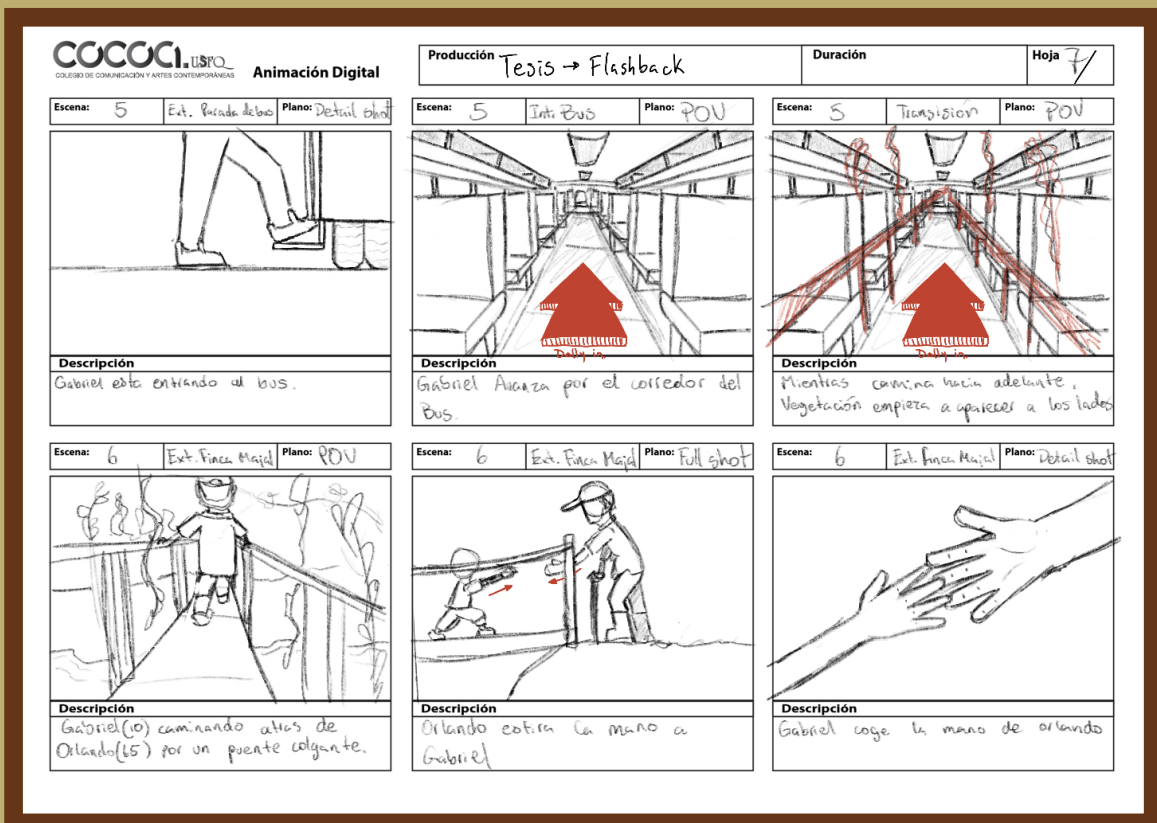 COCOCI.USFQ
COLEGIO DE COMUNICACIÓN Y ARTES CONTEMPORÁNEAS
Animación Digital
Producción Tesis → Flashback
Duración
Hoja 7/
Escena: 5 Ext. Parada de bus Plano: Detail shot
Descripción
Gabriel esta entrando al bus.
Escena: 5 Int. Bus Plano: POV
Dolly in
Descripción
Gabriel Avanza por el corredor del
Bus.
Escena: 5 Transisión Plano: POV
Dolly in
Descripción
Mientras camina hacia adelante,
Vegetación empieza a aparecer a los lados
Escena: 6 Ext. Finca Majal Plano: POV
Descripción
Gabriel(10) caminando atras de
Orlando(65) por un puente colgante.
Escena: 6 Ext. Finca Majal Plano: Full shot
Descripción
Orlando estira la mano a
Gabriel
Escena: 6 Ext. Finca Majal Plano: Detail shot
Descripción
Gabriel coge la mano de orlando